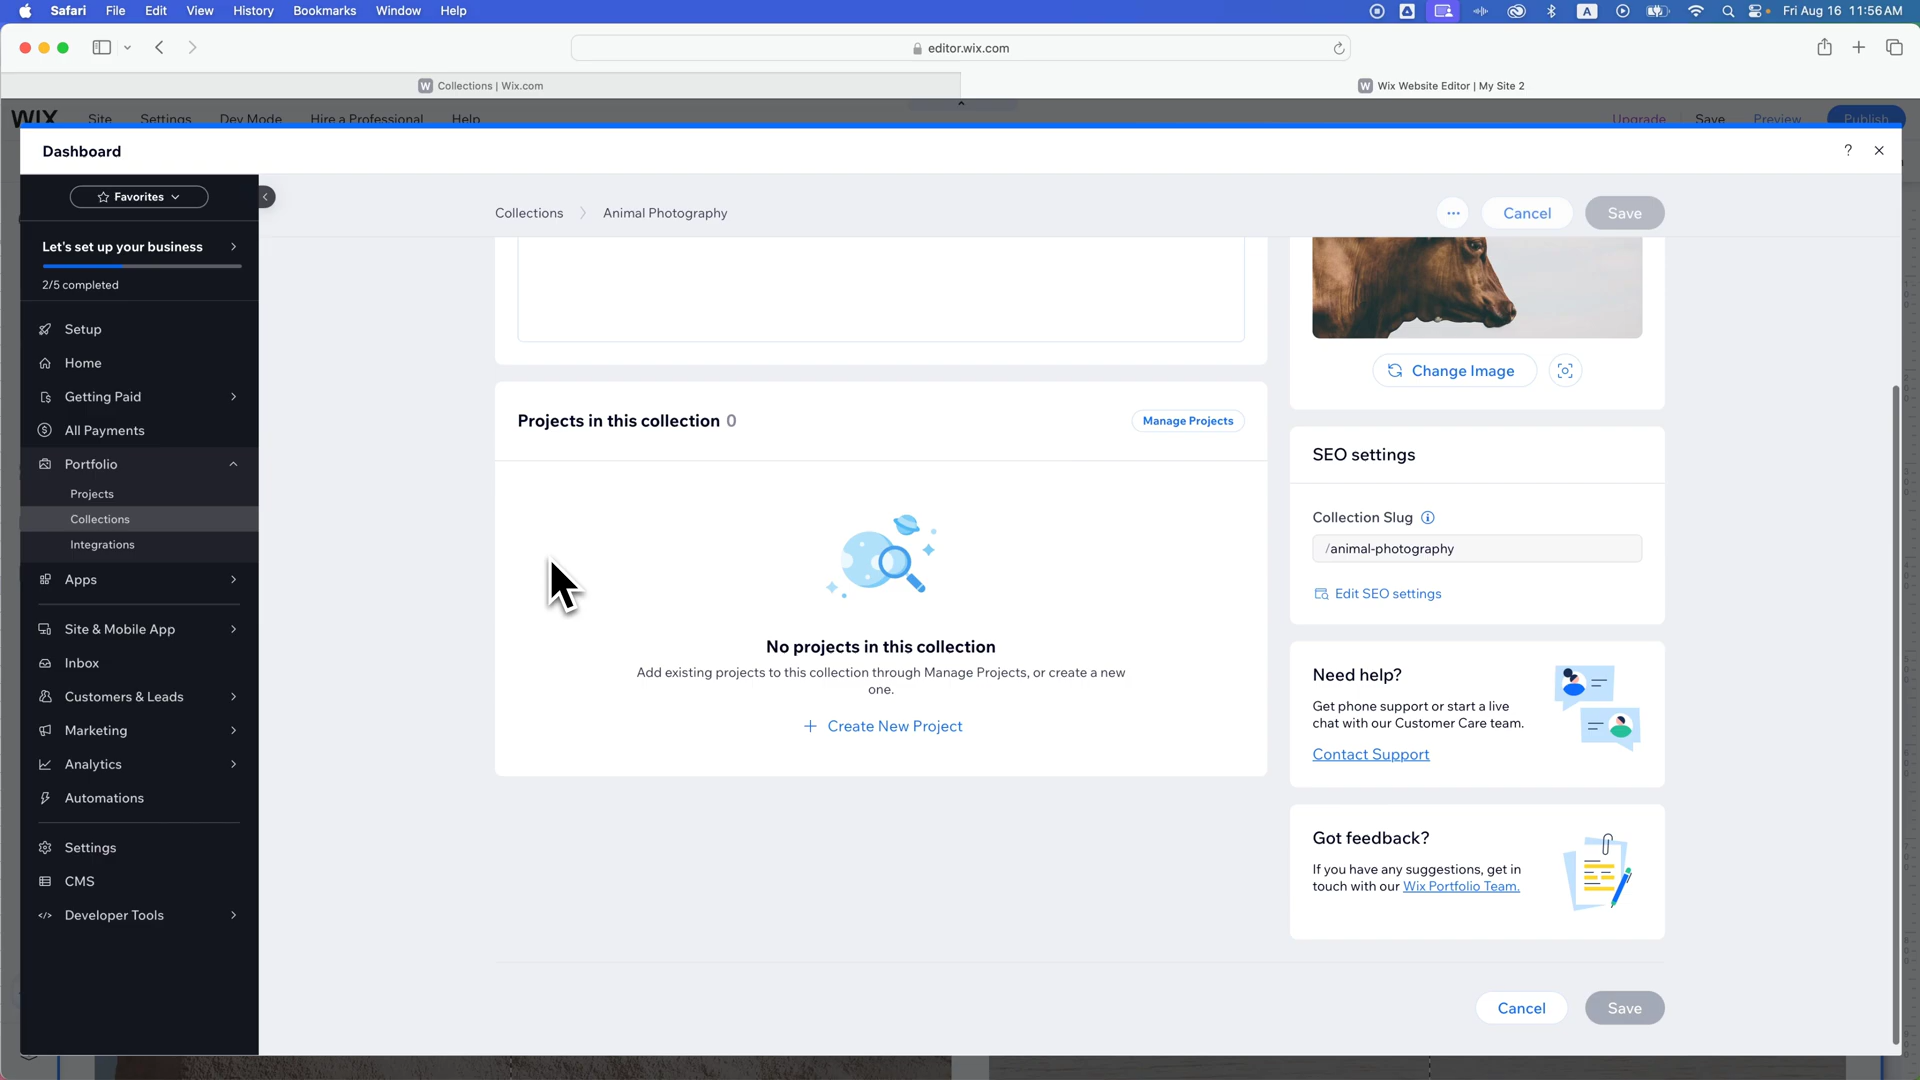 Safari File Edit View History Bookmarks Window Help
A
Fri Aug 16 11:56 AM
editor.wix.com
W Collections | Wix.com
W Wix Website Editor | My Site 2
WIX Site Settings Dev Mode Hire a Professional Help
Upgrade Save Preview Publish
Dashboard
?
Favorites
Let's set up your business
2/5 completed
Setup
Home
Getting Paid
All Payments
Portfolio
Projects
Collections
Integrations
Apps
Site & Mobile App
Inbox
Customers & Leads
Marketing
Analytics
Automations
Settings
CMS
Developer Tools
Collections > Animal Photography
... Cancel Save
Projects in this collection 0
Manage Projects
No projects in this collection
Add existing projects to this collection through Manage Projects, or create a new
one.
+ Create New Project
Change Image
SEO settings
Collection Slug
/animal-photography
Edit SEO settings
Need help?
Get phone support or start a live
chat with our Customer Care team.
Contact Support
Got feedback?
If you have any suggestions, get in
touch with our Wix Portfolio Team.
Cancel Save